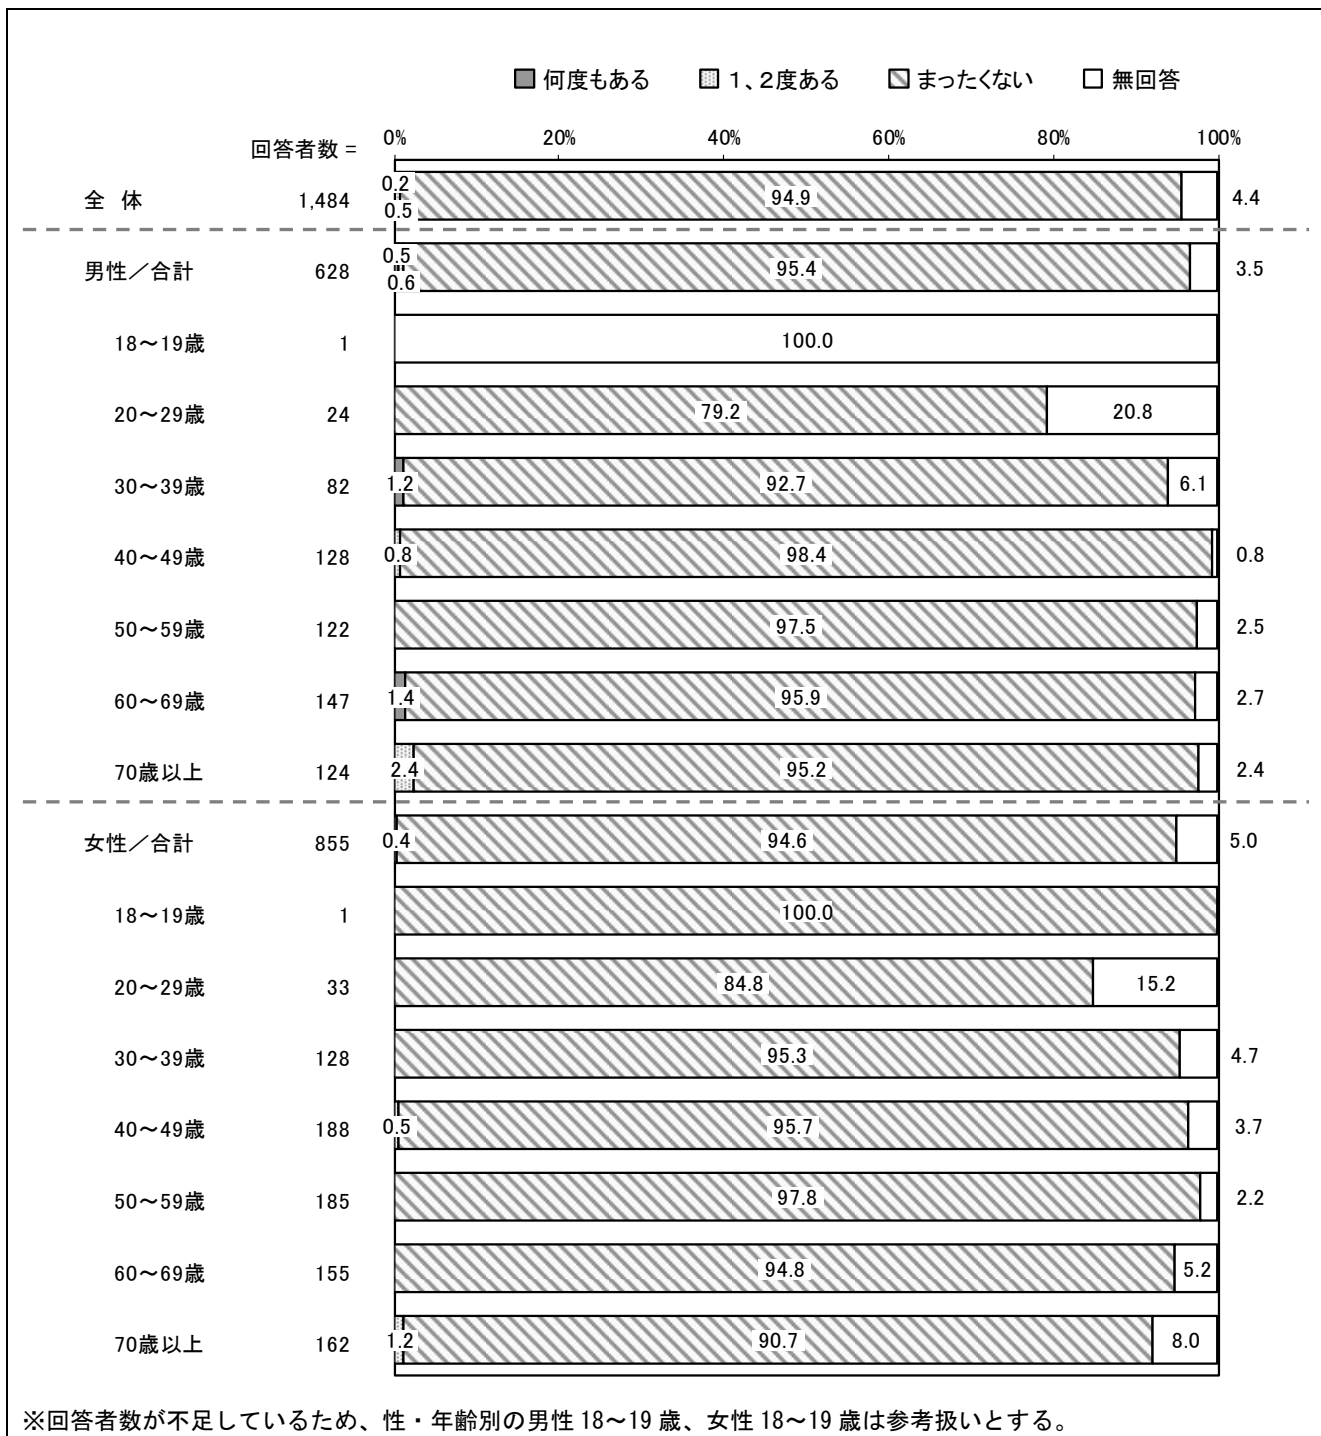 何度もある １、２度ある まったくない 無回答
回答者数 = 0% 20% 40% 60% 80% 100%
全 体 1,484 0.2 0.5 94.9 4.4
男性／合計 628 0.5 0.6 95.4 3.5
18～19歳 1 100.0
20～29歳 24 79.2 20.8
30～39歳 82 1.2 92.7 6.1
40～49歳 128 0.8 98.4 0.8
50～59歳 122 97.5 2.5
60～69歳 147 1.4 95.9 2.7
70歳以上 124 2.4 95.2 2.4
女性／合計 855 0.4 94.6 5.0
18～19歳 1 100.0
20～29歳 33 84.8 15.2
30～39歳 128 95.3 4.7
40～49歳 188 0.5 95.7 3.7
50～59歳 185 97.8 2.2
60～69歳 155 94.8 5.2
70歳以上 162 1.2 90.7 8.0
※回答者数が不足しているため、性・年齢別の男性 18～19 歳、女性 18～19 歳は参考扱いとする。